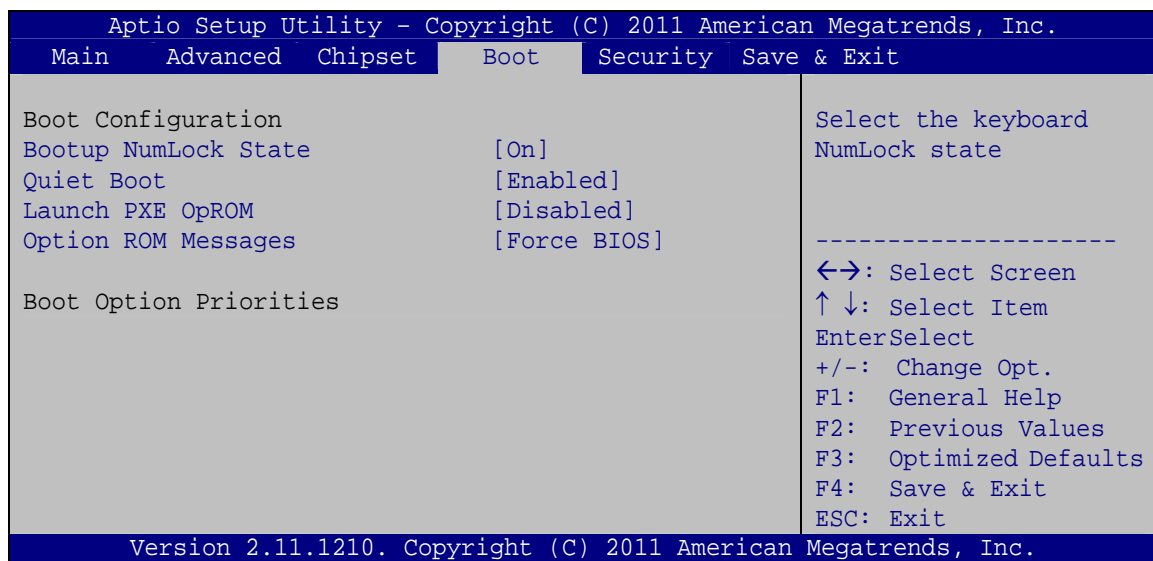 Aptio Setup Utility – Copyright (C) 2011 American Megatrends, Inc.
Main Advanced Chipset Boot Security Save & Exit
Boot Configuration
Bootup NumLock State [On]
Quiet Boot [Enabled]
Launch PXE OpROM [Disabled]
Option ROM Messages [Force BIOS]
Boot Option Priorities
Select the keyboard
NumLock state
---------------------
←→: Select Screen
↑ ↓: Select Item
EnterSelect
+/-: Change Opt.
F1: General Help
F2: Previous Values
F3: Optimized Defaults
F4: Save & Exit
ESC: Exit
Version 2.11.1210. Copyright (C) 2011 American Megatrends, Inc.